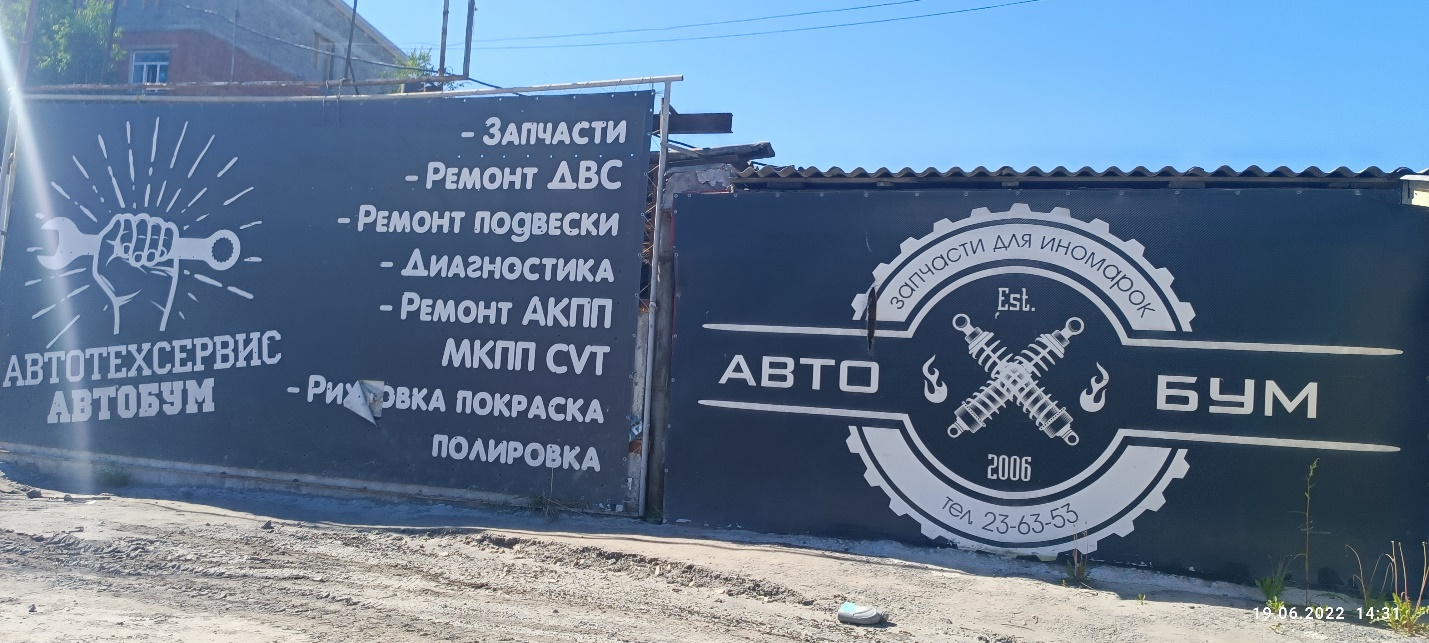 - Запчасти
- Ремонт ДВС
- Ремонт подвески
- Диагностика
- Ремонт АКПП
МКПП CVT
покраска
полировка
АВТОТЕХСЕРВИС
АВТОБУМ
запчасти для иномарок
Est.
АВТО БУМ
2006
тел. 23-63-53
19.06.2022 14:31